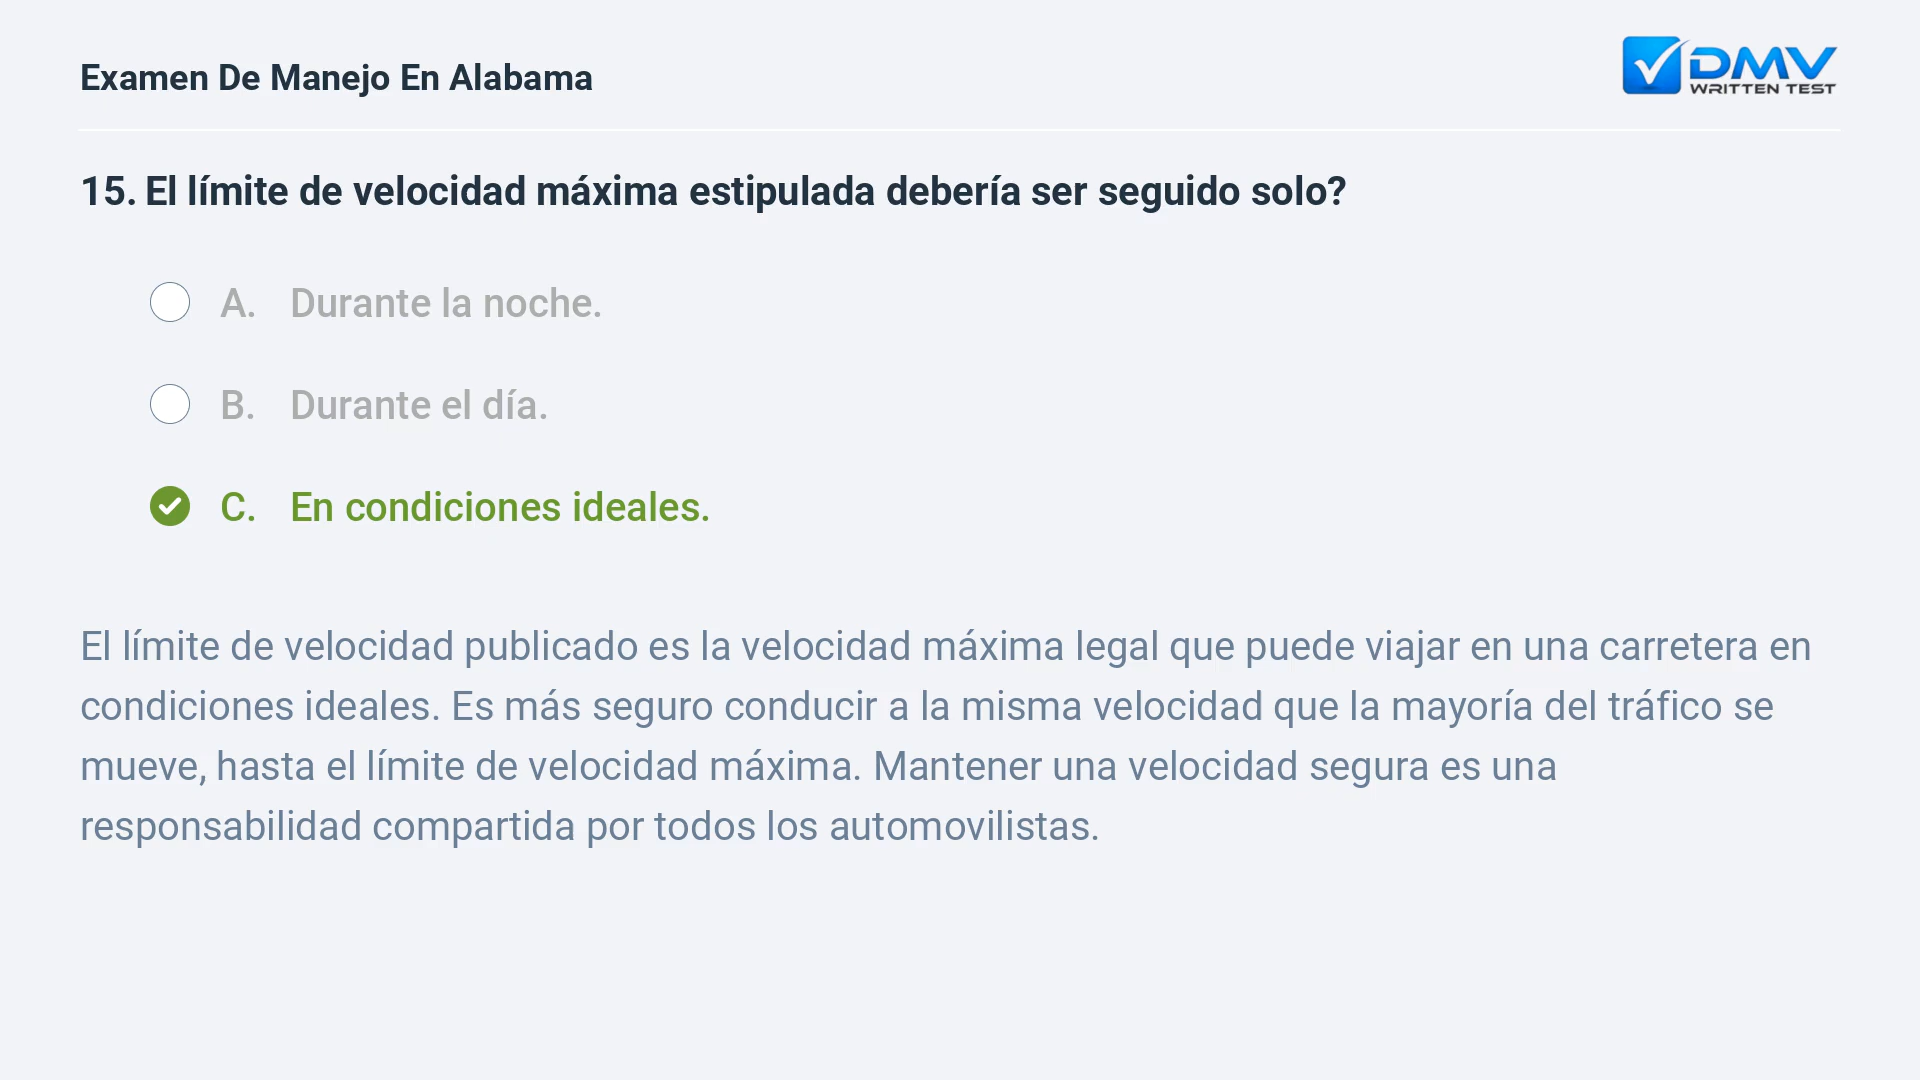 Examen De Manejo En Alabama
DMV
WRITTEN TEST
15. El límite de velocidad máxima estipulada debería ser seguido solo?
A. Durante la noche.
B. Durante el día.
C. En condiciones ideales.
El límite de velocidad publicado es la velocidad máxima legal que puede viajar en una carretera en
condiciones ideales. Es más seguro conducir a la misma velocidad que la mayoría del tráfico se
mueve, hasta el límite de velocidad máxima. Mantener una velocidad segura es una
responsabilidad compartida por todos los automovilistas.